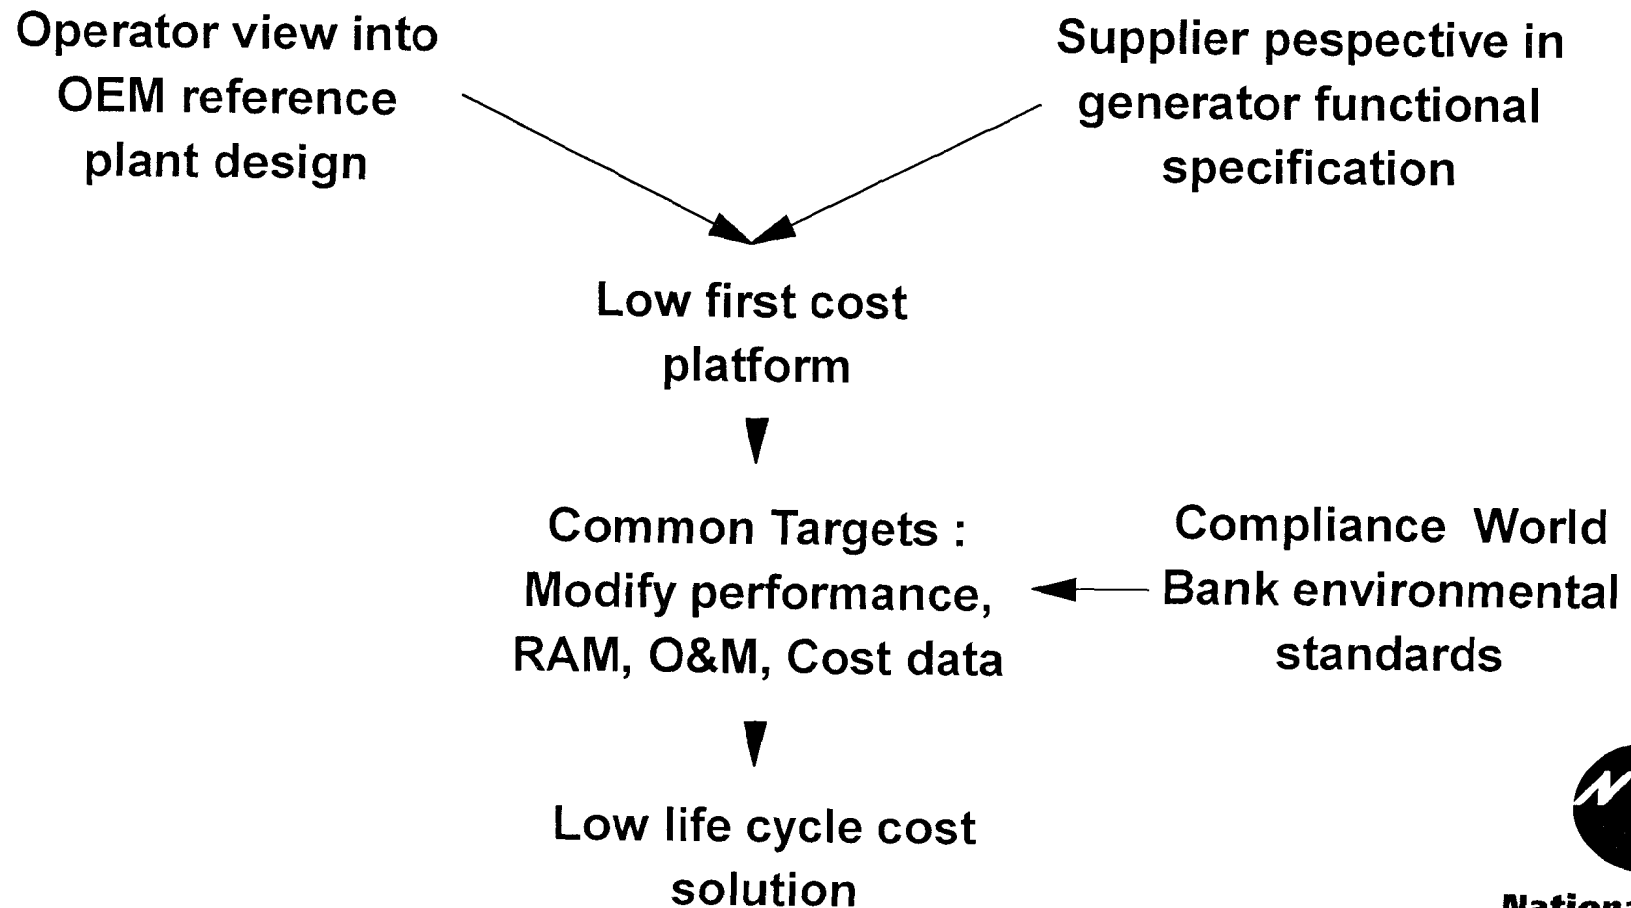 Operator view into
OEM reference
plant design
Supplier pespective in
generator functional
specification
Low first cost
platform
Common Targets :
Modify performance,
RAM, O&M, Cost data
Compliance World
Bank environmental
standards
Low life cycle cost
solution